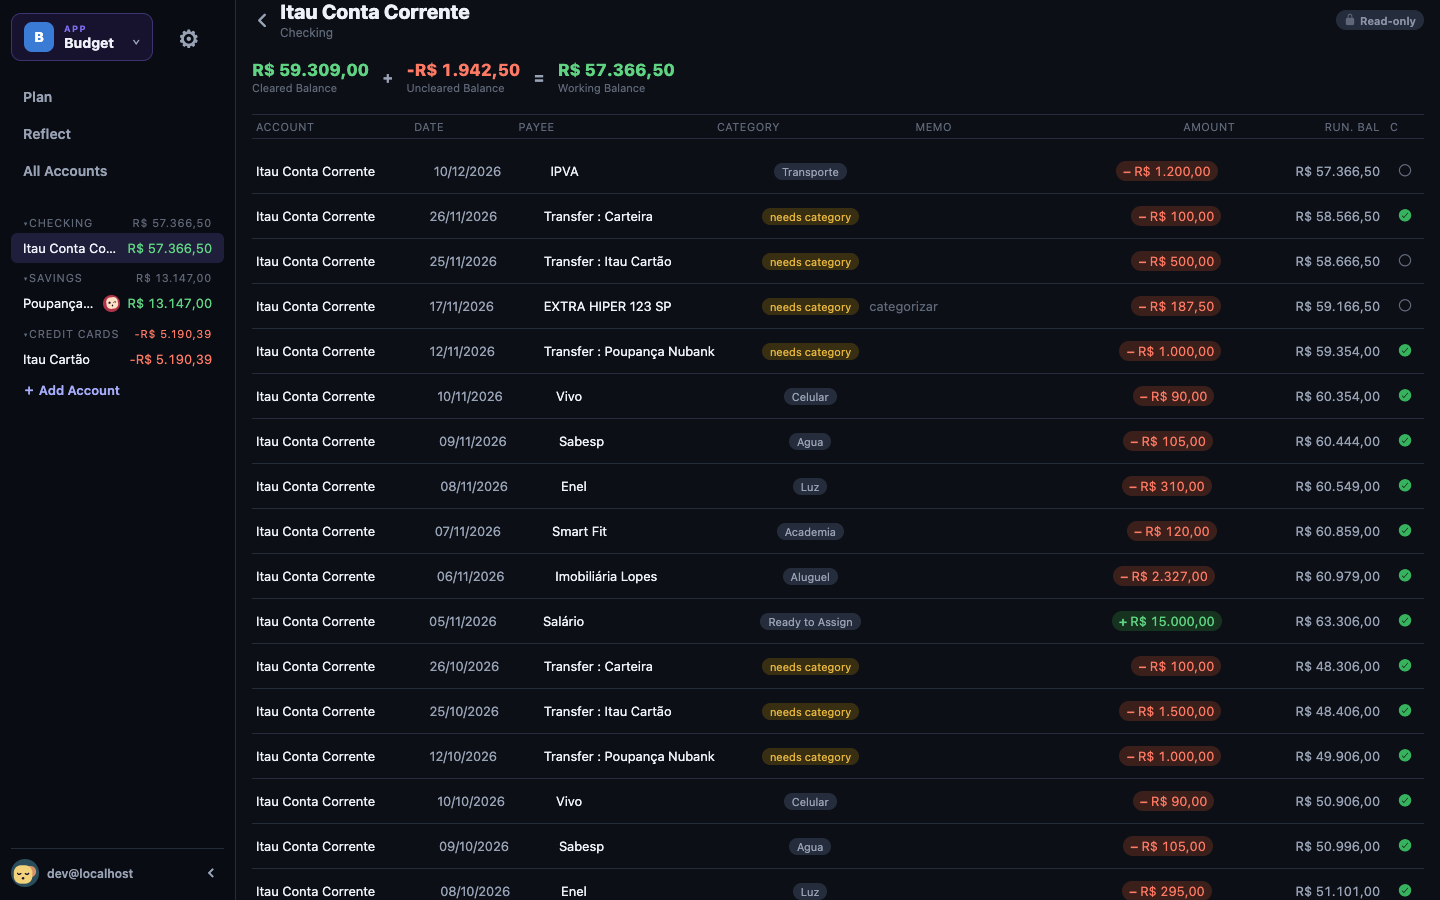 B
APP
Budget
Plan
Reflect
All Accounts
CHECKING R$ 57.366,50
Itau Conta Co... R$ 57.366,50
SAVINGS R$ 13.147,00
Poupança... R$ 13.147,00
CREDIT CARDS -R$ 5.190,39
Itau Cartão -R$ 5.190,39
+ Add Account
dev@localhost
Itau Conta Corrente
Checking
Read-only
R$ 59.309,00 + -R$ 1.942,50 = R$ 57.366,50
Cleared Balance Uncleared Balance Working Balance
ACCOUNT DATE PAYEE CATEGORY MEMO AMOUNT RUN. BAL C
Itau Conta Corrente 10/12/2026 IPVA Transporte – R$ 1.200,00 R$ 57.366,50
Itau Conta Corrente 26/11/2026 Transfer : Carteira needs category – R$ 100,00 R$ 58.566,50
Itau Conta Corrente 25/11/2026 Transfer : Itau Cartão needs category – R$ 500,00 R$ 58.666,50
Itau Conta Corrente 17/11/2026 EXTRA HIPER 123 SP needs category categorizar – R$ 187,50 R$ 59.166,50
Itau Conta Corrente 12/11/2026 Transfer : Poupança Nubank needs category – R$ 1.000,00 R$ 59.354,00
Itau Conta Corrente 10/11/2026 Vivo Celular – R$ 90,00 R$ 60.354,00
Itau Conta Corrente 09/11/2026 Sabesp Agua – R$ 105,00 R$ 60.444,00
Itau Conta Corrente 08/11/2026 Enel Luz – R$ 310,00 R$ 60.549,00
Itau Conta Corrente 07/11/2026 Smart Fit Academia – R$ 120,00 R$ 60.859,00
Itau Conta Corrente 06/11/2026 Imobiliária Lopes Aluguel – R$ 2.327,00 R$ 60.979,00
Itau Conta Corrente 05/11/2026 Salário Ready to Assign + R$ 15.000,00 R$ 63.306,00
Itau Conta Corrente 26/10/2026 Transfer : Carteira needs category – R$ 100,00 R$ 48.306,00
Itau Conta Corrente 25/10/2026 Transfer : Itau Cartão needs category – R$ 1.500,00 R$ 48.406,00
Itau Conta Corrente 12/10/2026 Transfer : Poupança Nubank needs category – R$ 1.000,00 R$ 49.906,00
Itau Conta Corrente 10/10/2026 Vivo Celular – R$ 90,00 R$ 50.906,00
Itau Conta Corrente 09/10/2026 Sabesp Agua – R$ 105,00 R$ 50.996,00
Itau Conta Corrente 08/10/2026 Enel Luz – R$ 295,00 R$ 51.101,00